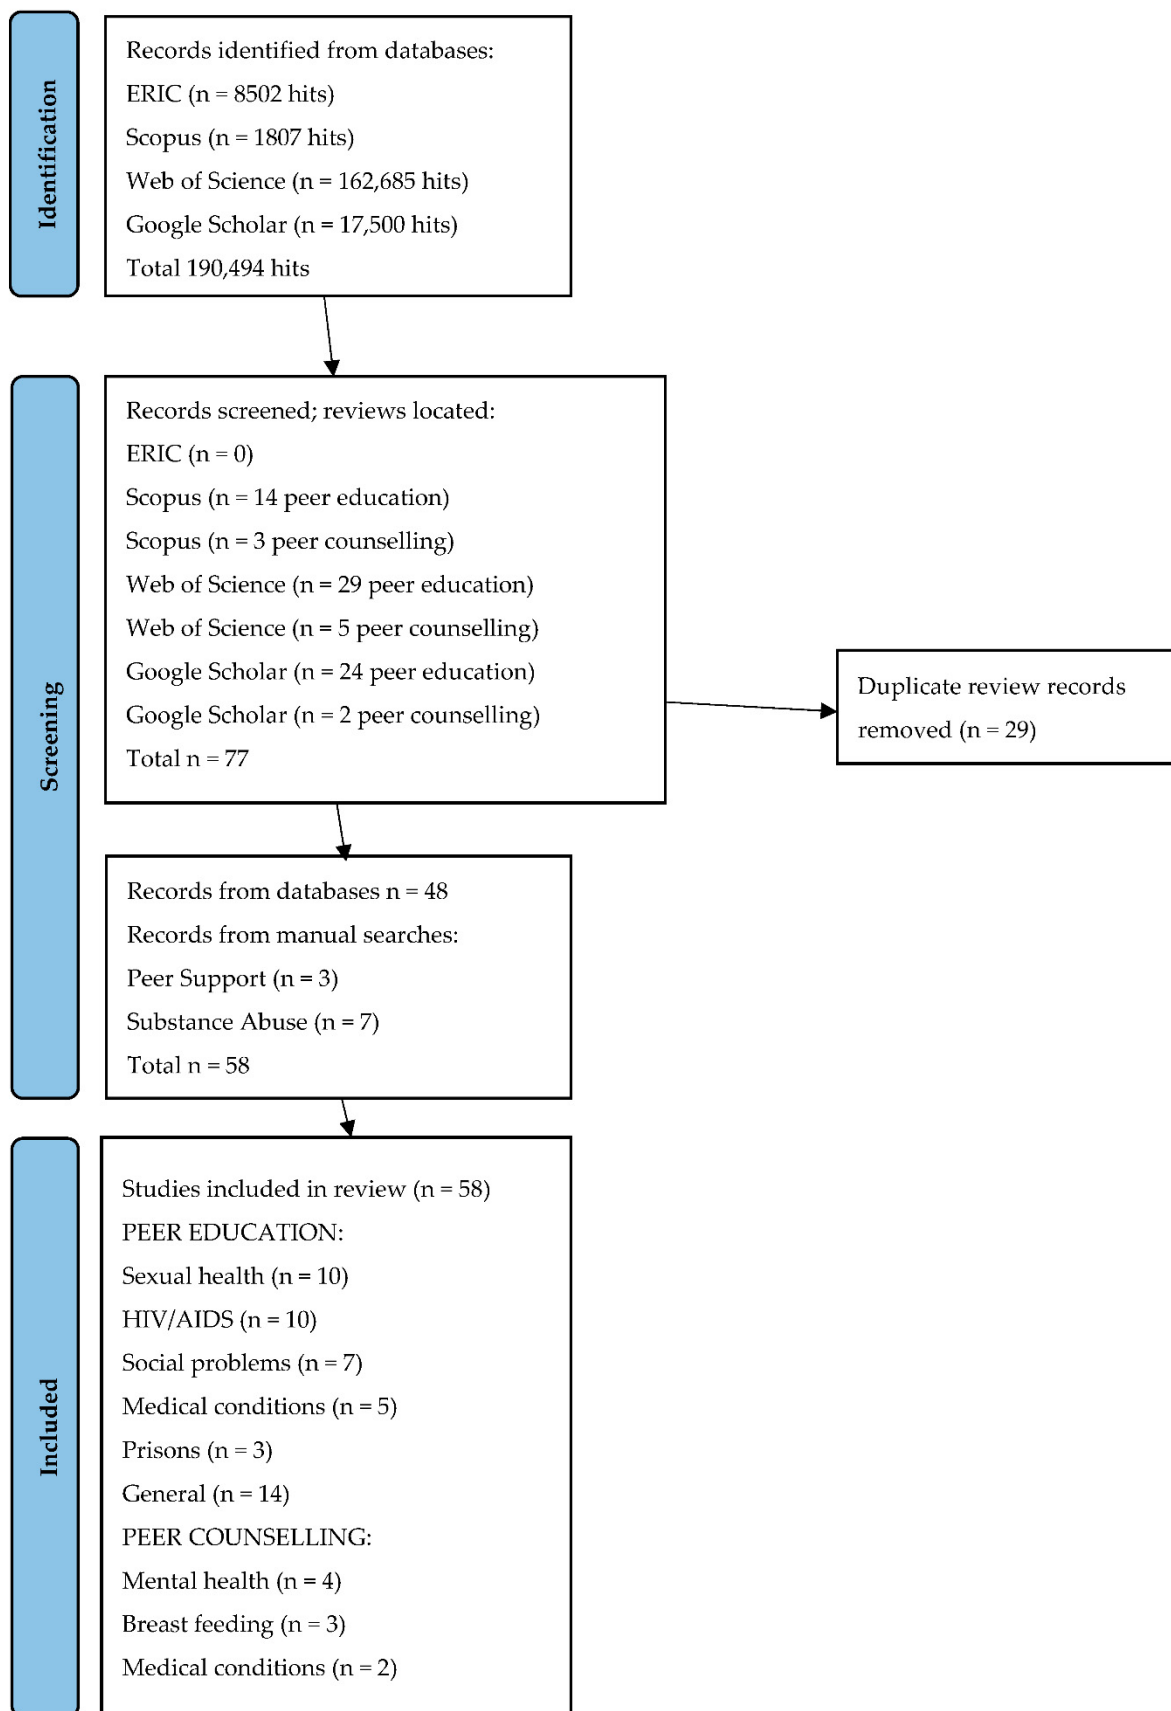 Identification
Records identified from databases:
ERIC (n = 8502 hits)
Scopus (n = 1807 hits)
Web of Science (n = 162,685 hits)
Google Scholar (n = 17,500 hits)
Total 190,494 hits
Screening
Records screened; reviews located:
ERIC (n = 0)
Scopus (n = 14 peer education)
Scopus (n = 3 peer counselling)
Web of Science (n = 29 peer education)
Web of Science (n = 5 peer counselling)
Google Scholar (n = 24 peer education)
Google Scholar (n = 2 peer counselling)
Total n = 77
Duplicate review records
removed (n = 29)
Records from databases n = 48
Records from manual searches:
Peer Support (n = 3)
Substance Abuse (n = 7)
Total n = 58
Included
Studies included in review (n = 58)
PEER EDUCATION:
Sexual health (n = 10)
HIV/AIDS (n = 10)
Social problems (n = 7)
Medical conditions (n = 5)
Prisons (n = 3)
General (n = 14)
PEER COUNSELLING:
Mental health (n = 4)
Breast feeding (n = 3)
Medical conditions (n = 2)